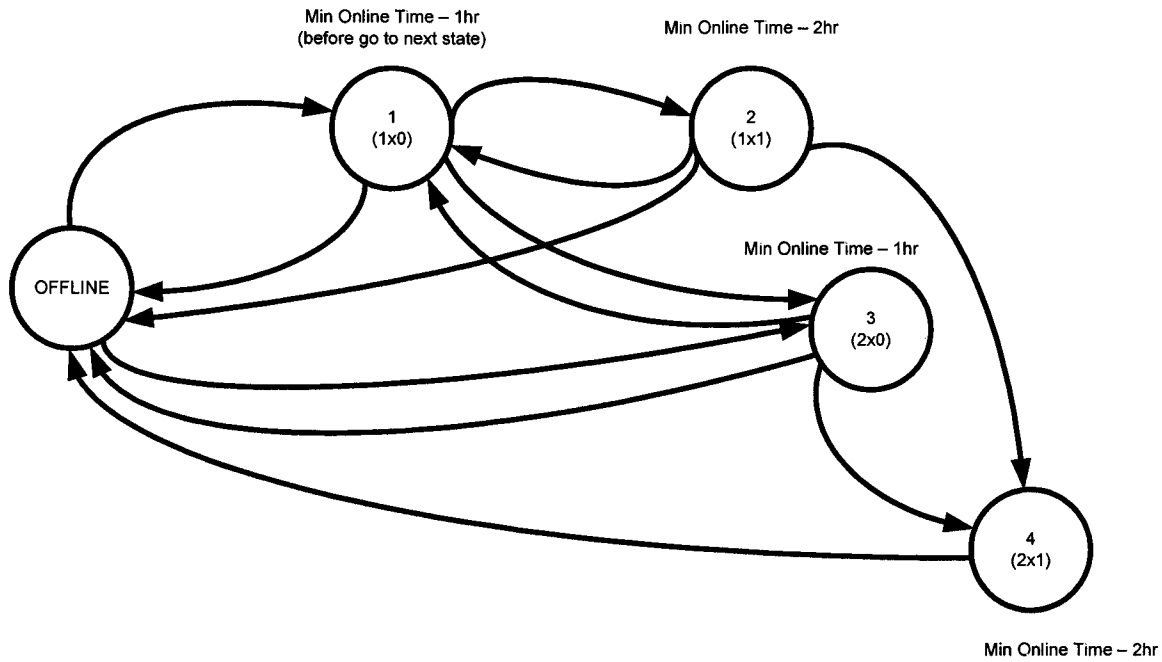 Min Online Time – 1hr
(before go to next state)
Min Online Time – 2hr
1
(1x0)
2
(1x1)
Min Online Time – 1hr
OFFLINE
3
(2x0)
4
(2x1)
Min Online Time – 2hr